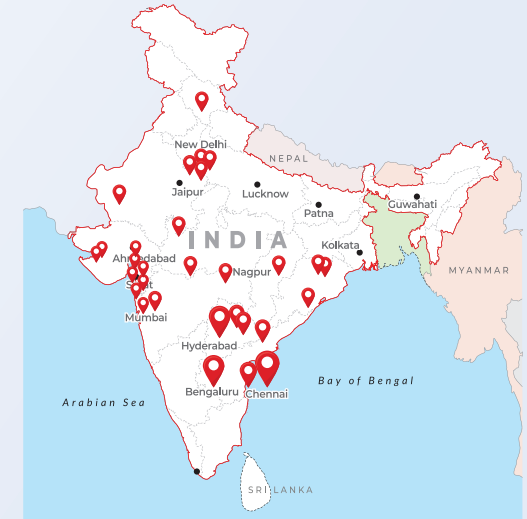 New Delhi
NEPAL
Jaipur
Lucknow
Guwahati
Patna
INDIA
Kolkata
Ahmedabad
Nagpur
MYANMAR
Surat
Mumbai
Hyderabad
Bay of Bengal
Bengaluru
Chennai
Arabian Sea
SRI LANKA